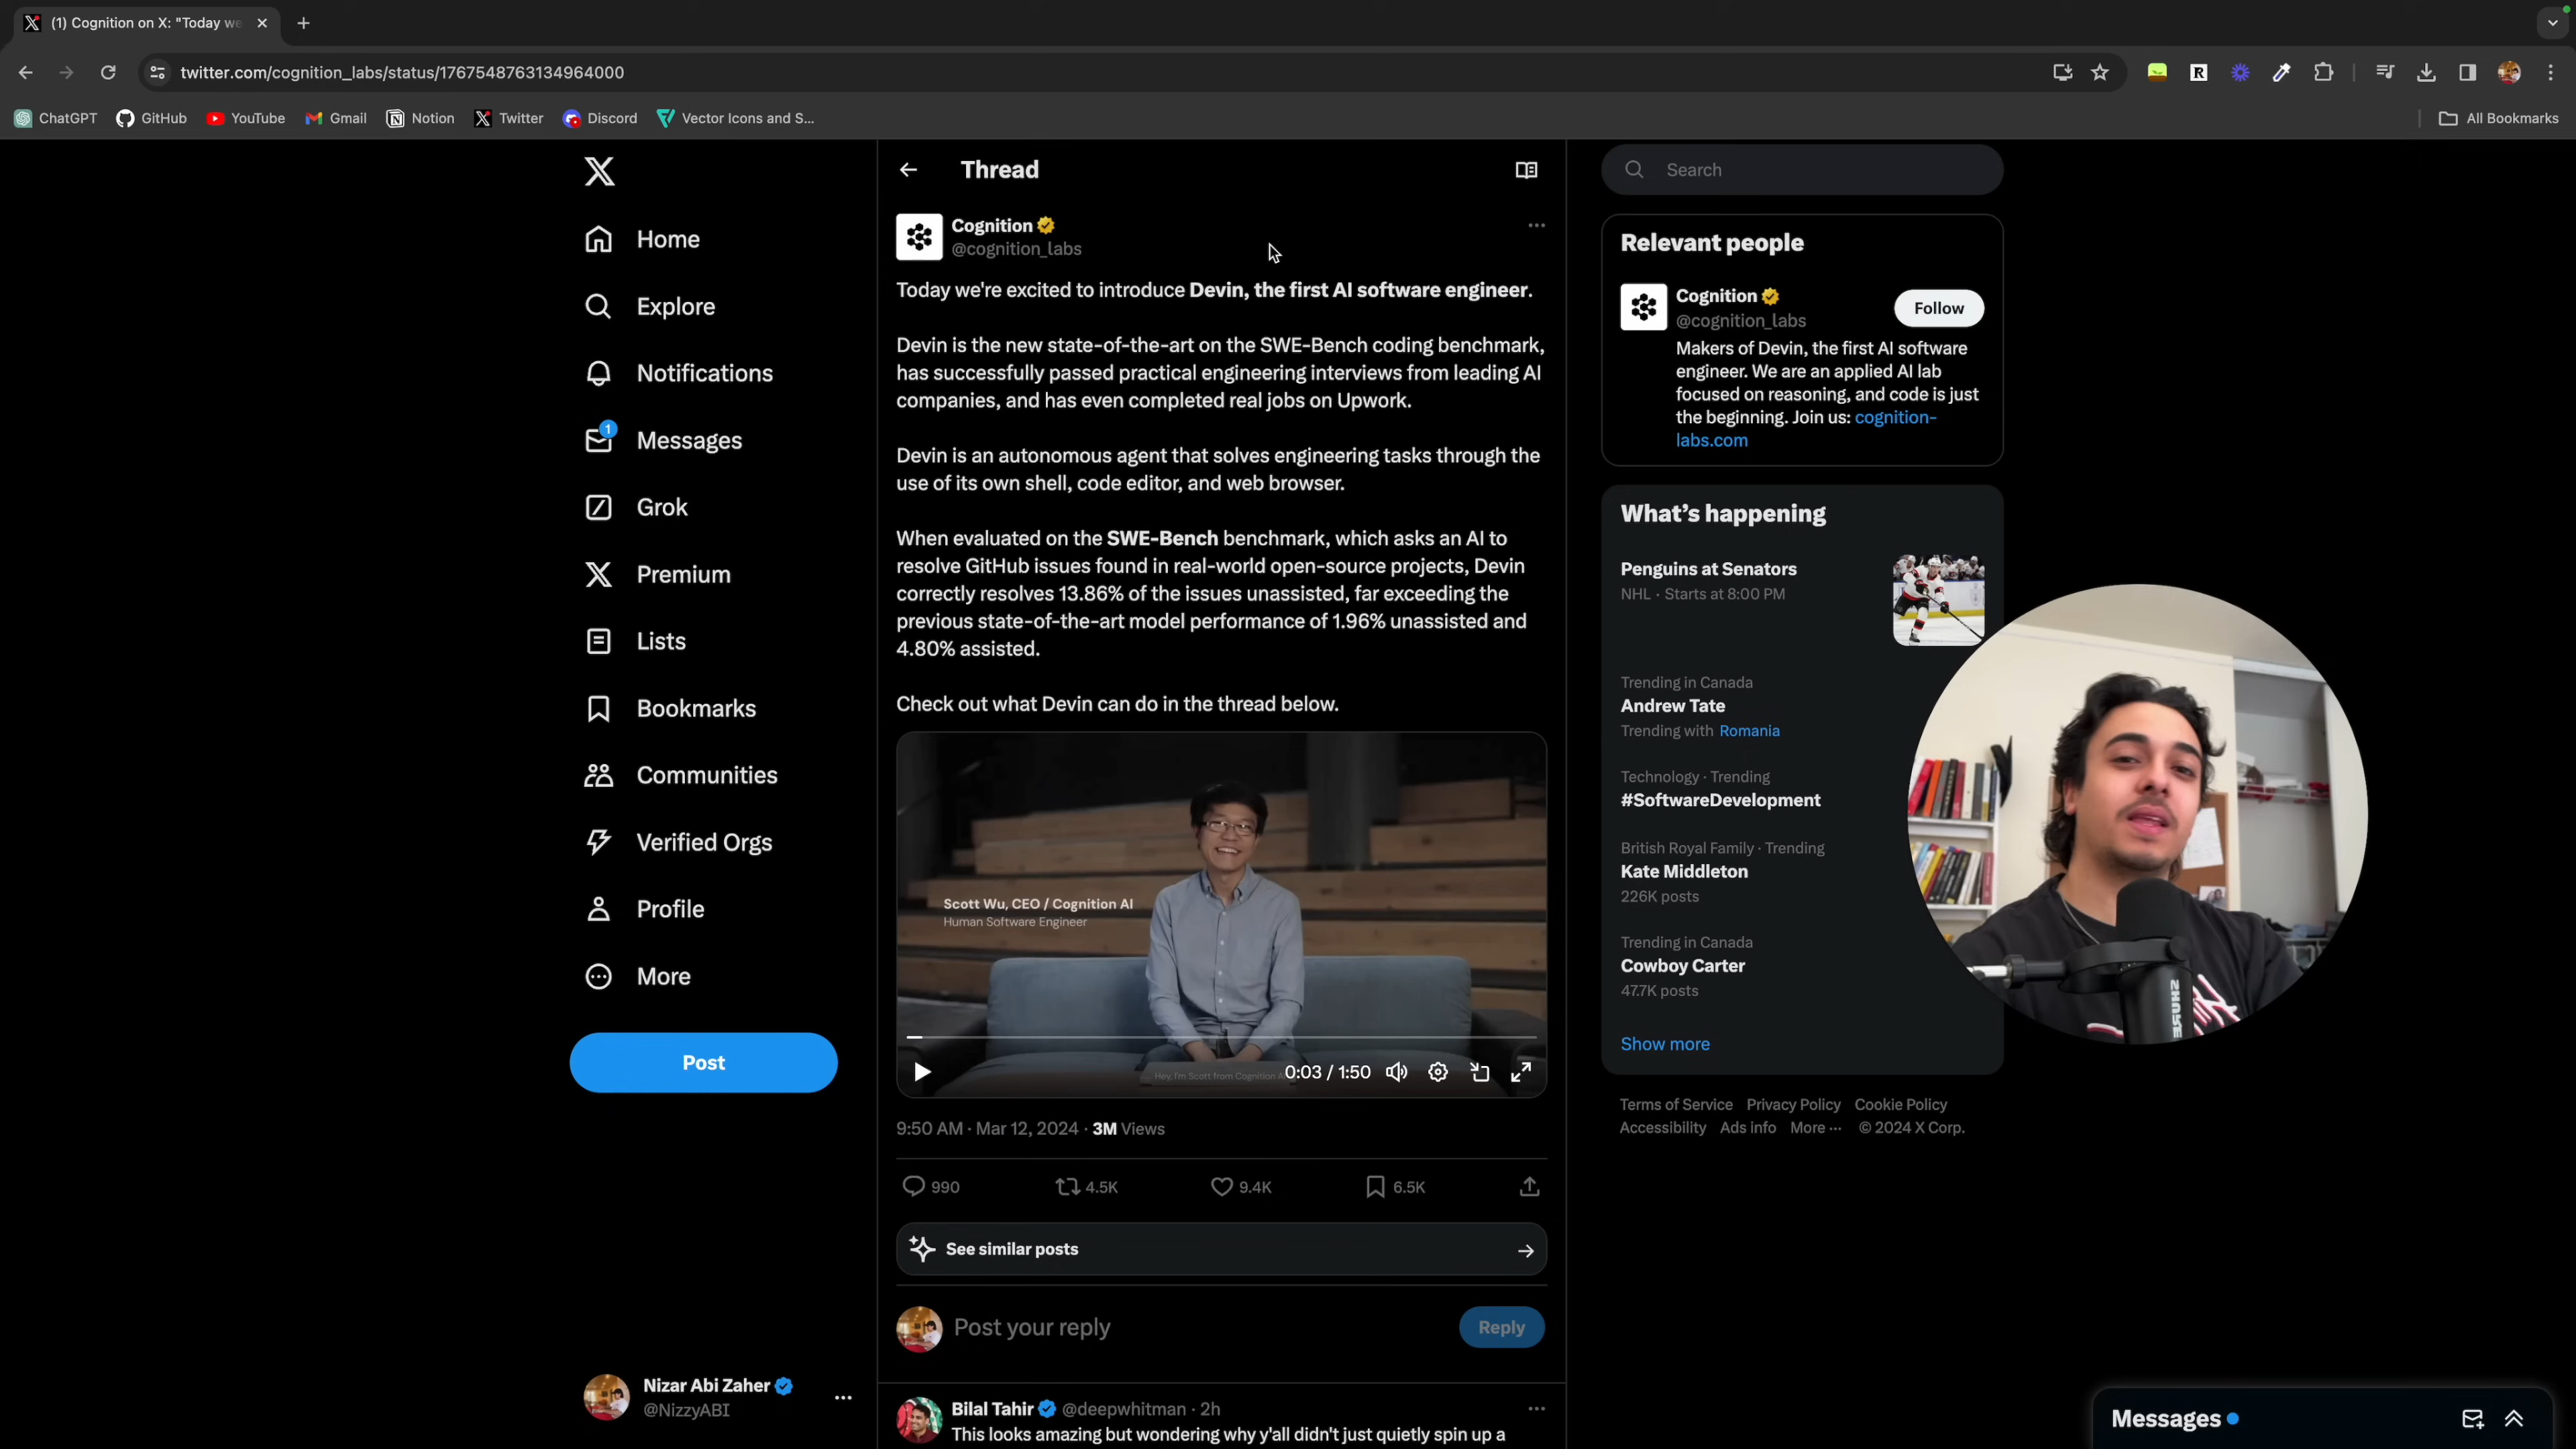 (1) Cognition on X: "Today we
twitter.com/cognition_labs/status/1767548763134964000
ChatGPT
GitHub
YouTube
Gmail
Notion
Twitter
Discord
Vector Icons and S...
All Bookmarks
Home
Explore
Notifications
1
Messages
Grok
Premium
Lists
Bookmarks
Communities
Verified Orgs
Profile
More
Post
Nizar Abi Zaher
@NizzyABI
Thread
Cognition
@cognition_labs
Today we're excited to introduce Devin, the first AI software engineer.
Devin is the new state-of-the-art on the SWE-Bench coding benchmark,
has successfully passed practical engineering interviews from leading AI
companies, and has even completed real jobs on Upwork.
Devin is an autonomous agent that solves engineering tasks through the
use of its own shell, code editor, and web browser.
When evaluated on the SWE-Bench benchmark, which asks an AI to
resolve GitHub issues found in real-world open-source projects, Devin
correctly resolves 13.86% of the issues unassisted, far exceeding the
previous state-of-the-art model performance of 1.96% unassisted and
4.80% assisted.
Check out what Devin can do in the thread below.
Scott Wu, CEO / Cognition AI
Human Software Engineer
Hey, I'm Scott from Cognition AI
0:03 / 1:50
9:50 AM · Mar 12, 2024 · 3M Views
990
4.5K
9.4K
6.5K
See similar posts
Post your reply
Reply
Bilal Tahir @deepwhitman · 2h
This looks amazing but wondering why y'all didn't just quietly spin up a
Search
Relevant people
Cognition
@cognition_labs
Follow
Makers of Devin, the first AI software
engineer. We are an applied AI lab
focused on reasoning, and code is just
the beginning. Join us: cognition-
labs.com
What's happening
Penguins at Senators
NHL · Starts at 8:00 PM
Trending in Canada
Andrew Tate
Trending with Romania
Technology · Trending
#SoftwareDevelopment
British Royal Family · Trending
Kate Middleton
226K posts
Trending in Canada
Cowboy Carter
47.7K posts
Show more
Terms of Service Privacy Policy Cookie Policy
Accessibility Ads info More ··· © 2024 X Corp.
SHURE
Messages